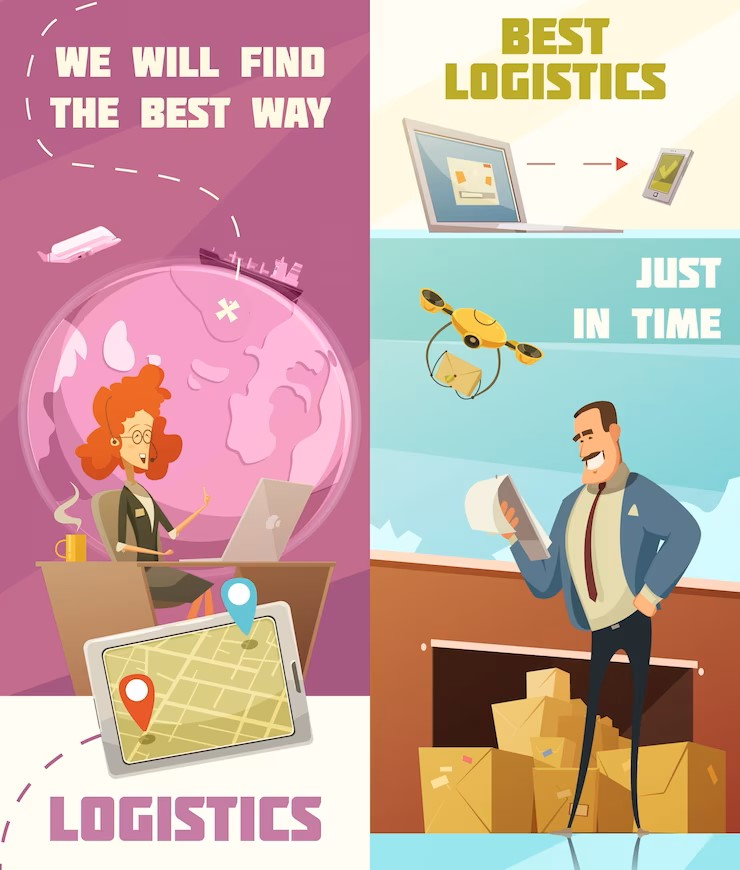 WE WILL FIND
THE BEST WAY
LOGISTICS
BEST
LOGISTICS
JUST
IN TIME